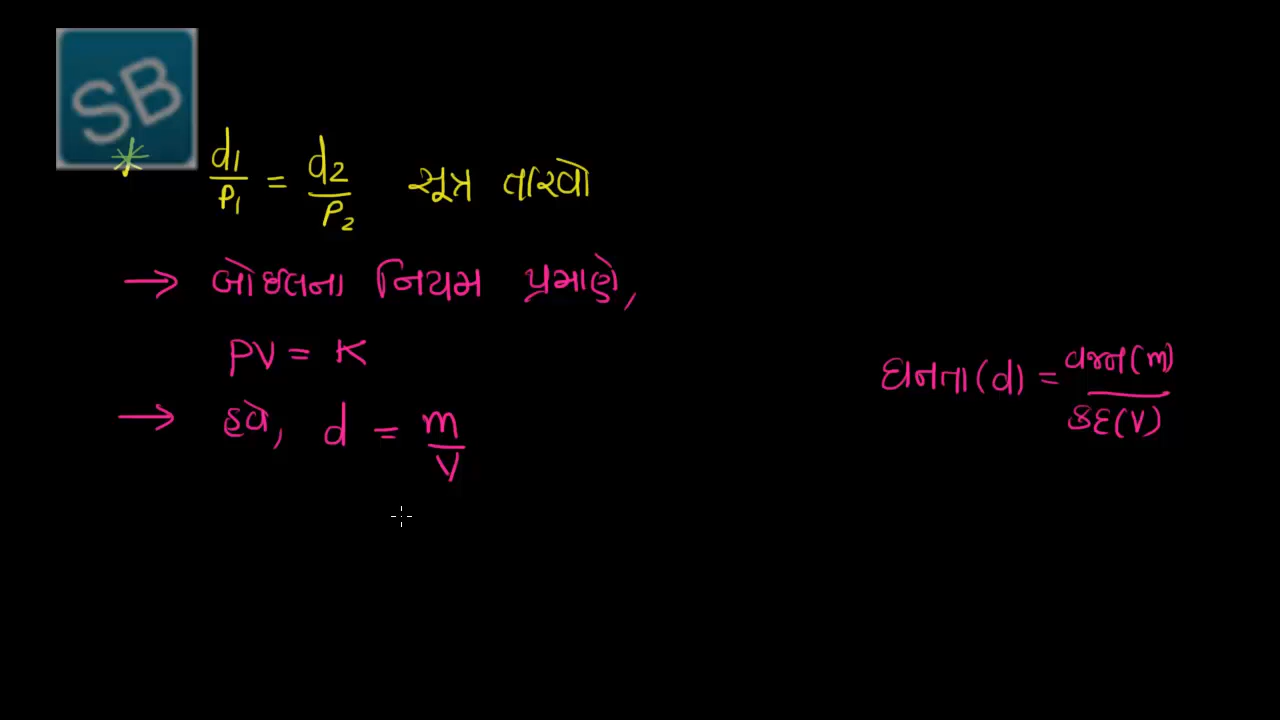 SB
* d1/P1 = d2/P2 સૂત્ર તારવો
→ બોઈલના નિયમ પ્રમાણે,
PV = K
ઘનતા(d) = વજન(m)/કદ(V)
→ હવે, d = m/V